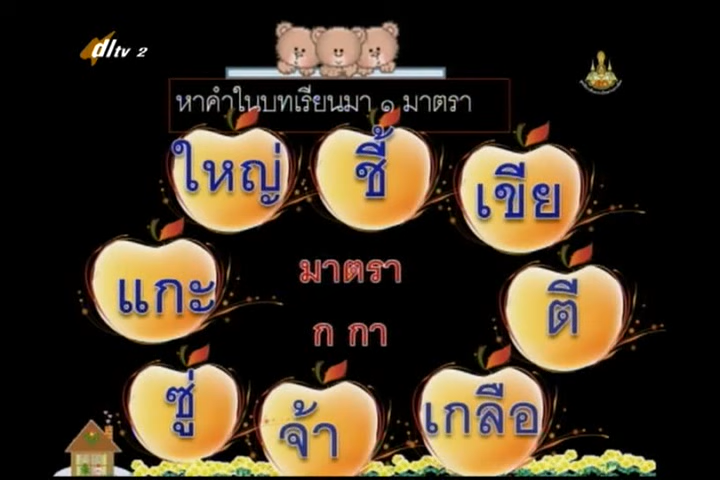 dltv 2
หาคำในบทเรียนมา ๑ มาตรา
ใหญ่ ชี้ เขีย
แกะ มาตรา ตี
ก กา
ซู่ จ้า เกลือ